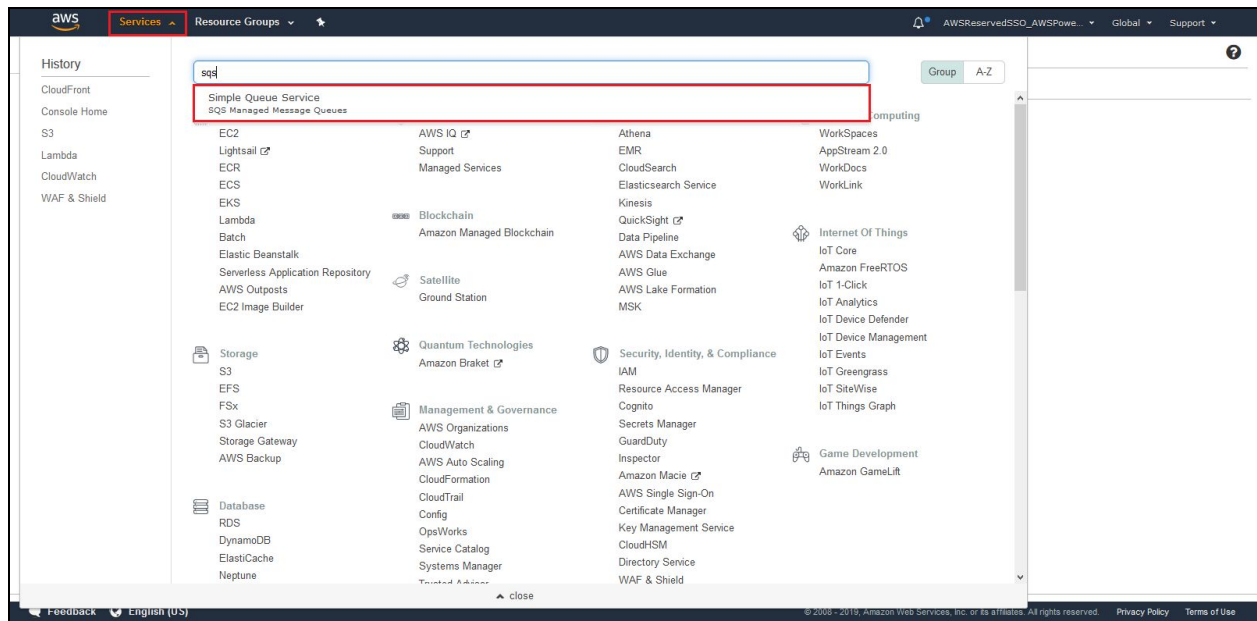 aws
Services
Resource Groups
AWSReservedSSO_AWSPowe...
Global
Support
History
CloudFront
Console Home
S3
Lambda
CloudWatch
WAF & Shield
sqs
Group
A-Z
Simple Queue Service
SQS Managed Message Queues
EC2
Lightsail
ECR
ECS
EKS
Lambda
Batch
Elastic Beanstalk
Serverless Application Repository
AWS Outposts
EC2 Image Builder
Storage
S3
EFS
FSx
S3 Glacier
Storage Gateway
AWS Backup
Database
RDS
DynamoDB
ElastiCache
Neptune
AWS IQ
Support
Managed Services
Blockchain
Amazon Managed Blockchain
Satellite
Ground Station
Quantum Technologies
Amazon Braket
Management & Governance
AWS Organizations
CloudWatch
AWS Auto Scaling
CloudFormation
CloudTrail
Config
OpsWorks
Service Catalog
Systems Manager
Trusted Advisor
Athena
EMR
CloudSearch
Elasticsearch Service
Kinesis
QuickSight
Data Pipeline
AWS Data Exchange
AWS Glue
AWS Lake Formation
MSK
Security, Identity, & Compliance
IAM
Resource Access Manager
Cognito
Secrets Manager
GuardDuty
Inspector
Amazon Macie
AWS Single Sign-On
Certificate Manager
Key Management Service
CloudHSM
Directory Service
WAF & Shield
Computing
WorkSpaces
AppStream 2.0
WorkDocs
WorkLink
Internet Of Things
IoT Core
Amazon FreeRTOS
IoT 1-Click
IoT Analytics
IoT Device Defender
IoT Device Management
IoT Events
IoT Greengrass
IoT SiteWise
IoT Things Graph
Game Development
Amazon GameLift
close
Feedback
English (US)
© 2008 - 2019, Amazon Web Services, Inc. or its affiliates. All rights reserved.
Privacy Policy
Terms of Use